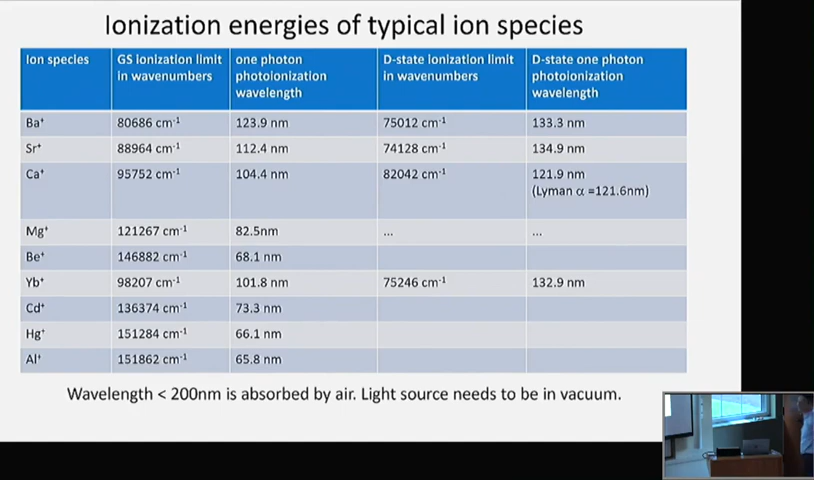 Ionization energies of typical ion species
Ion species
GS ionization limit
in wavenumbers
one photon
photoionization
wavelength
D-state ionization limit
in wavenumbers
D-state one photon
photoionization
wavelength
Ba⁺ 80686 cm⁻¹ 123.9 nm 75012 cm⁻¹ 133.3 nm
Sr⁺ 88964 cm⁻¹ 112.4 nm 74128 cm⁻¹ 134.9 nm
Ca⁺ 95752 cm⁻¹ 104.4 nm 82042 cm⁻¹ 121.9 nm
(Lyman α =121.6nm)
Mg⁺ 121267 cm⁻¹ 82.5nm ... ...
Be⁺ 146882 cm⁻¹ 68.1 nm
Yb⁺ 98207 cm⁻¹ 101.8 nm 75246 cm⁻¹ 132.9 nm
Cd⁺ 136374 cm⁻¹ 73.3 nm
Hg⁺ 151284 cm⁻¹ 66.1 nm
Al⁺ 151862 cm⁻¹ 65.8 nm
Wavelength < 200nm is absorbed by air. Light source needs to be in vacuum.